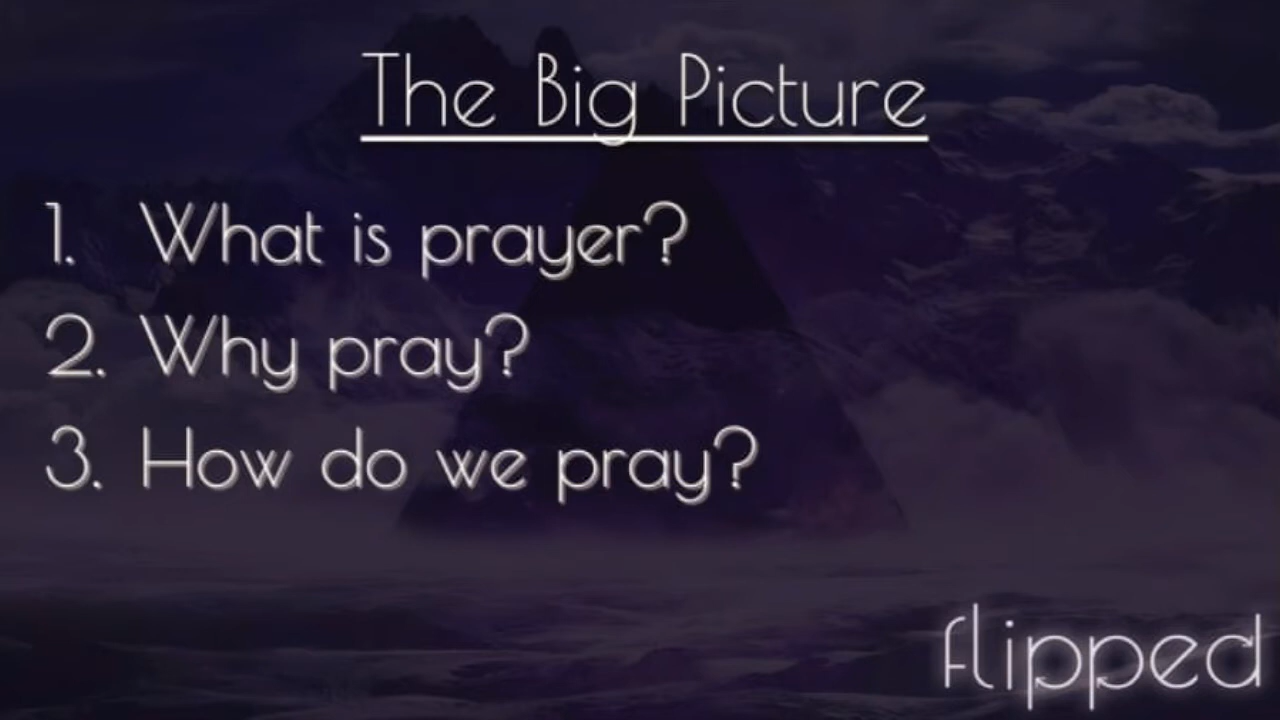 The Big Picture
1. What is prayer?
2. Why pray?
3. How do we pray?
flipped